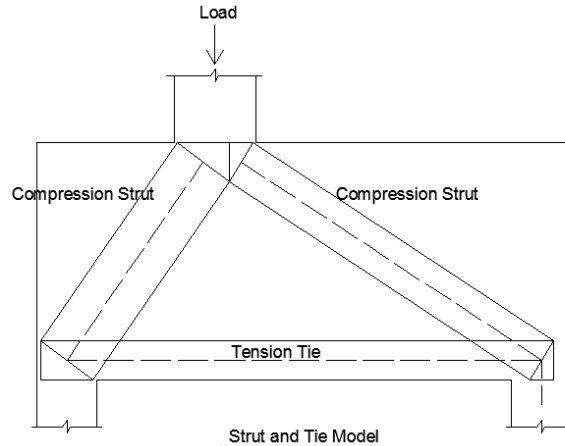 Load
Compression Strut
Compression Strut
Tension Tie
Strut and Tie Model